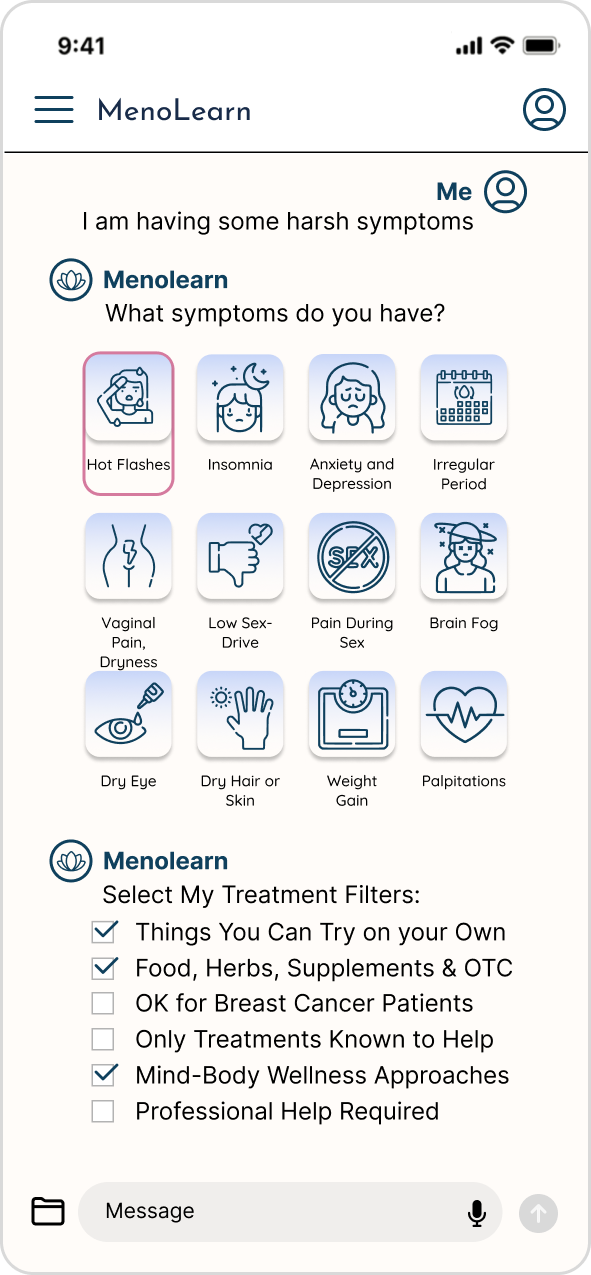 9:41
MenoLearn
Me
I am having some harsh symptoms
Menolearn
What symptoms do you have?
Hot Flashes
Insomnia
Anxiety and
Depression
Irregular
Period
SEX
Vaginal
Pain,
Dryness
Low Sex-
Drive
Pain During
Sex
Brain Fog
Dry Eye
Dry Hair or
Skin
Weight
Gain
Palpitations
Menolearn
Select My Treatment Filters:
Things You Can Try on your Own
Food, Herbs, Supplements & OTC
OK for Breast Cancer Patients
Only Treatments Known to Help
Mind-Body Wellness Approaches
Professional Help Required
Message